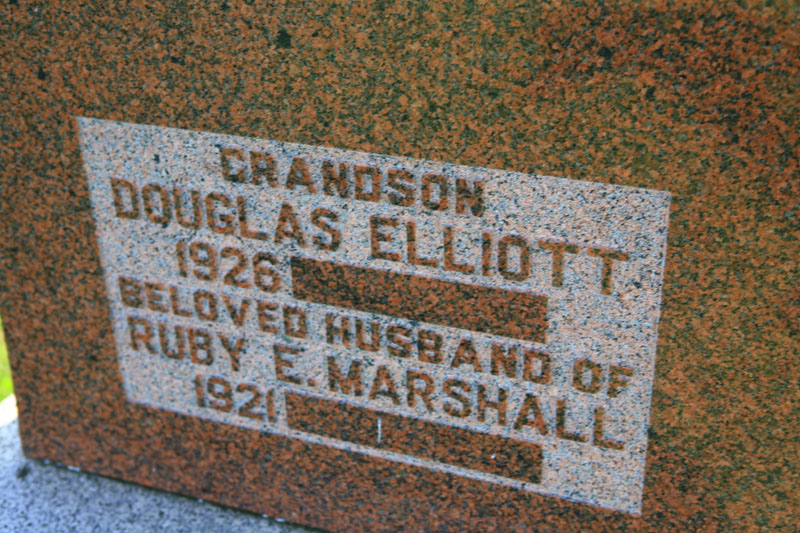 GRANDSON
DOUGLAS ELLIOTT
1926
BELOVED HUSBAND OF
RUBY E. MARSHALL
1921